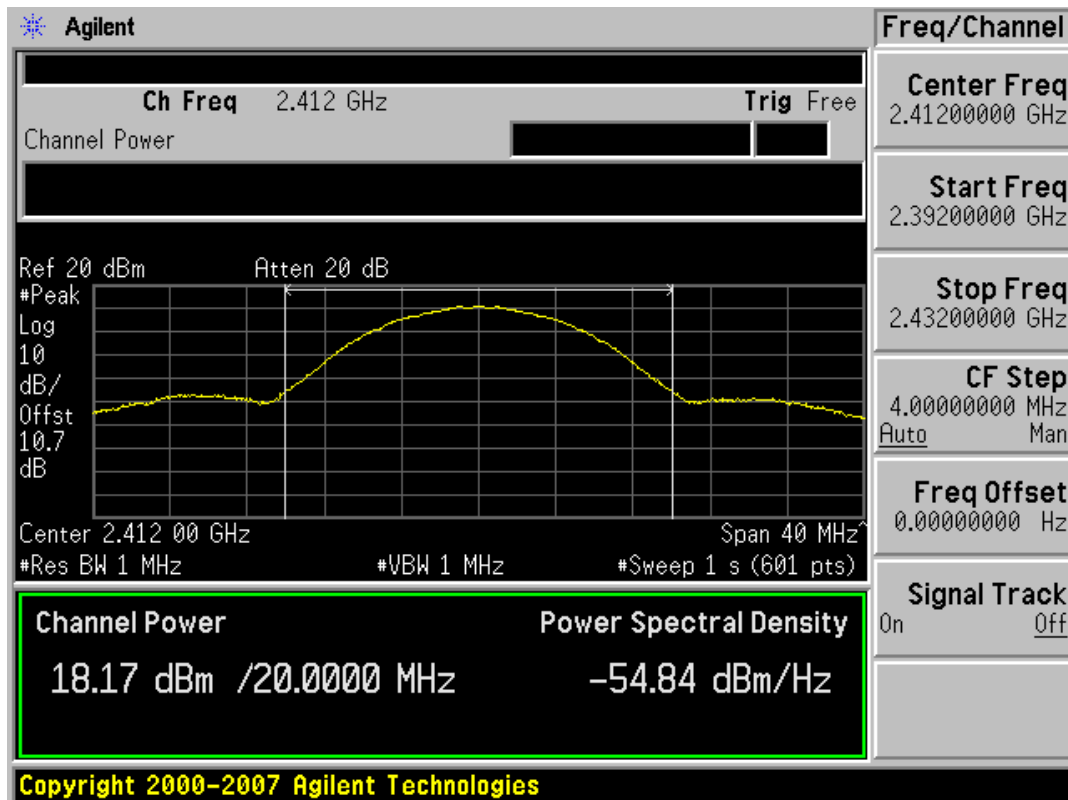 Agilent
Ch Freq 2.412 GHz Trig Free
Channel Power
Ref 20 dBm Atten 20 dB
#Peak
Log
10
dB/
Offst
10.7
dB
Center 2.412 00 GHz Span 40 MHz^
#Res BW 1 MHz #VBW 1 MHz #Sweep 1 s (601 pts)
Channel Power Power Spectral Density
18.17 dBm /20.0000 MHz -54.84 dBm/Hz
Copyright 2000-2007 Agilent Technologies
Freq/Channel
Center Freq
2.41200000 GHz
Start Freq
2.39200000 GHz
Stop Freq
2.43200000 GHz
CF Step
4.00000000 MHz
Auto Man
Freq Offset
0.00000000 Hz
Signal Track
On Off